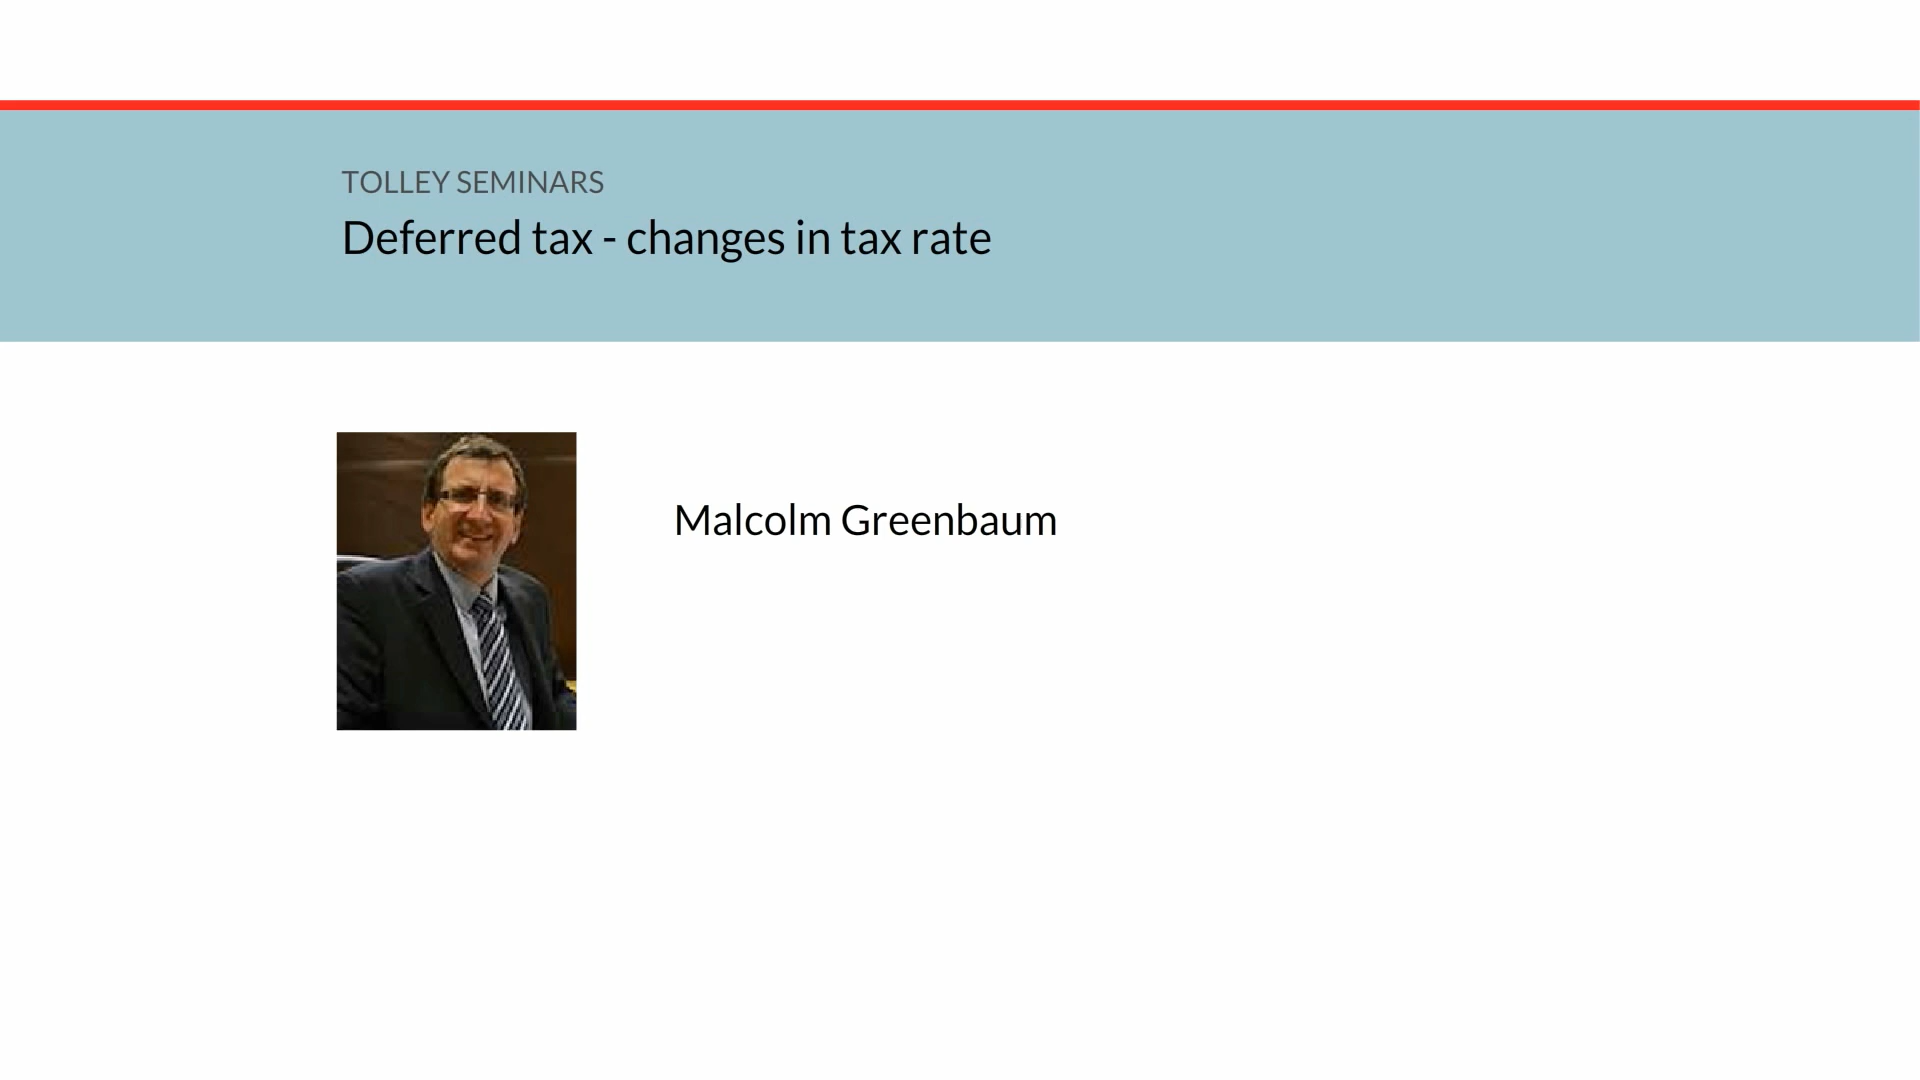 TOLLEY SEMINARS
Deferred tax - changes in tax rate
Malcolm Greenbaum